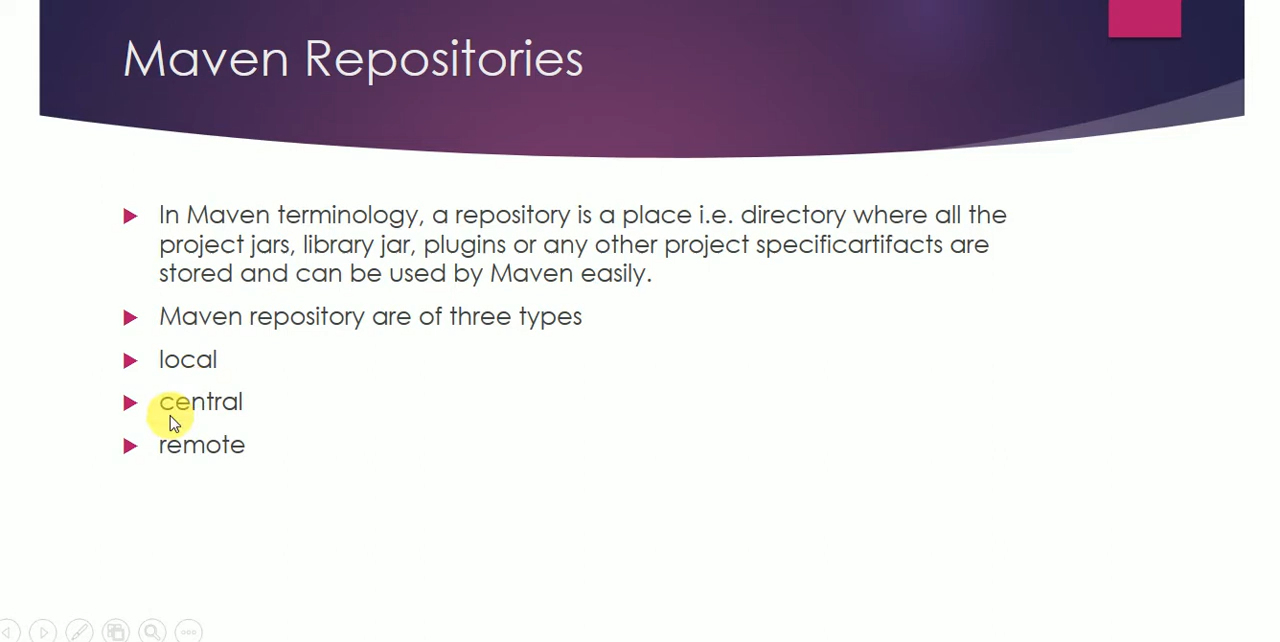 Maven Repositories
In Maven terminology, a repository is a place i.e. directory where all the
project jars, library jar, plugins or any other project specificartifacts are
stored and can be used by Maven easily.
Maven repository are of three types
local
central
remote